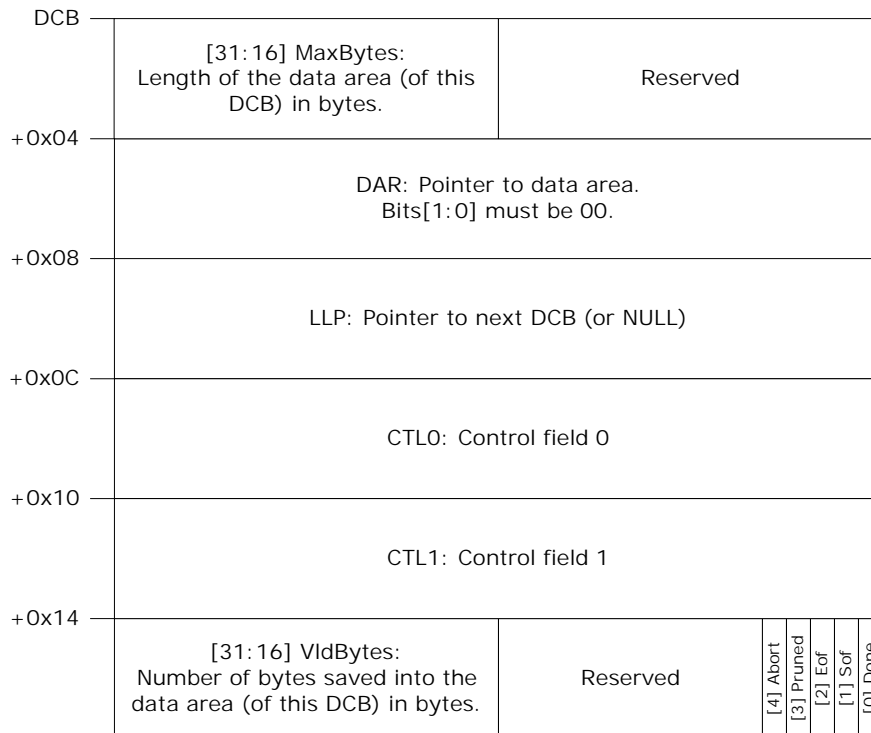 DCB
[31:16] MaxBytes:
Length of the data area (of this
DCB) in bytes.
Reserved
+0x04
DAR: Pointer to data area.
Bits[1:0] must be 00.
+0x08
LLP: Pointer to next DCB (or NULL)
+0x0C
CTL0: Control field 0
+0x10
CTL1: Control field 1
+0x14
[31:16] VldBytes:
Number of bytes saved into the
data area (of this DCB) in bytes.
Reserved
[4] Abort
[3] Pruned
[2] Eof
[1] Sof
[0] Done